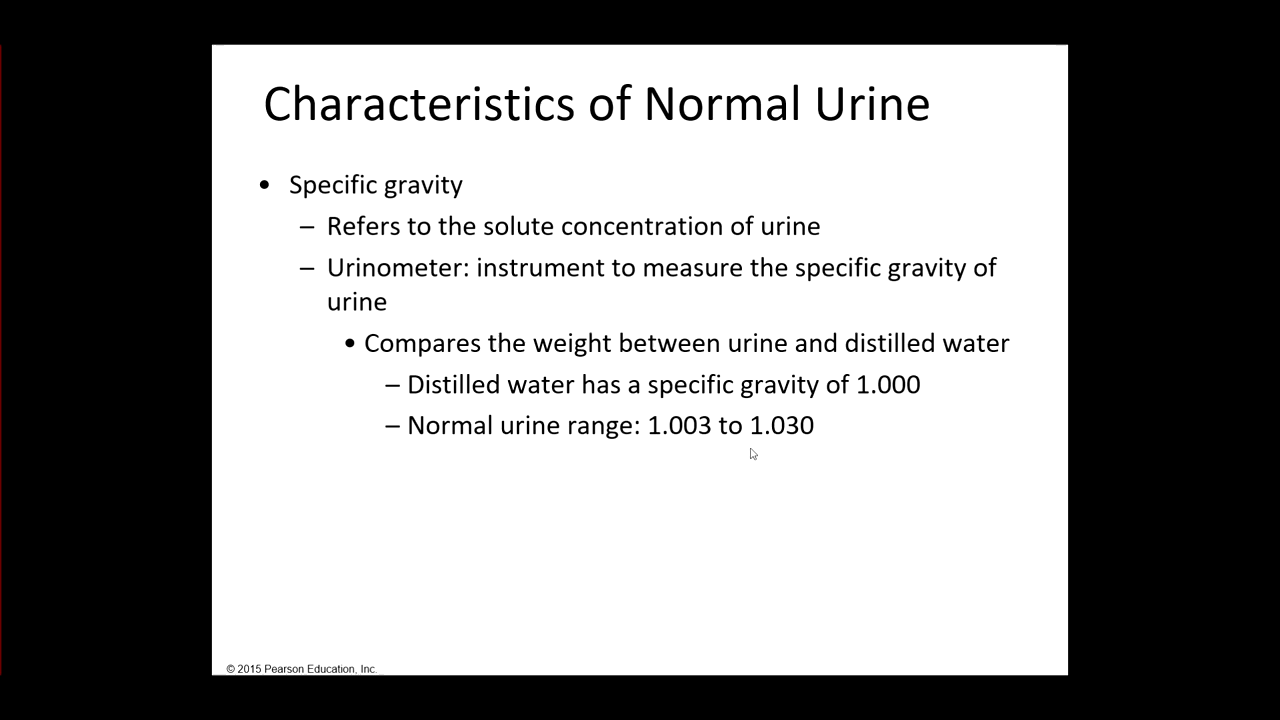 Characteristics of Normal Urine
• Specific gravity
– Refers to the solute concentration of urine
– Urinometer: instrument to measure the specific gravity of
urine
• Compares the weight between urine and distilled water
– Distilled water has a specific gravity of 1.000
– Normal urine range: 1.003 to 1.030
© 2015 Pearson Education, Inc.